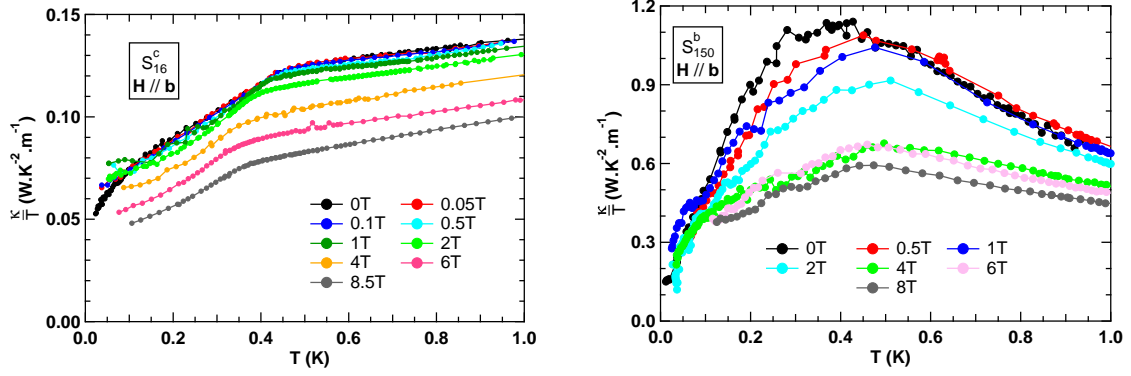 0.15
0.10
0.05
0.00
κ/T (W.K⁻².m⁻¹)
S₁₆ᶜ
H // b
0T 0.05T
0.1T 0.5T
1T 2T
4T 6T
8.5T
0.0 0.2 0.4 0.6 0.8 1.0
T (K)
1.2
0.9
0.6
0.3
0.0
κ/T (W.K⁻².m⁻¹)
S₁₅₀ᵇ
H // b
0T 0.5T 1T
2T 4T 6T
8T
0.0 0.2 0.4 0.6 0.8 1.0
T (K)